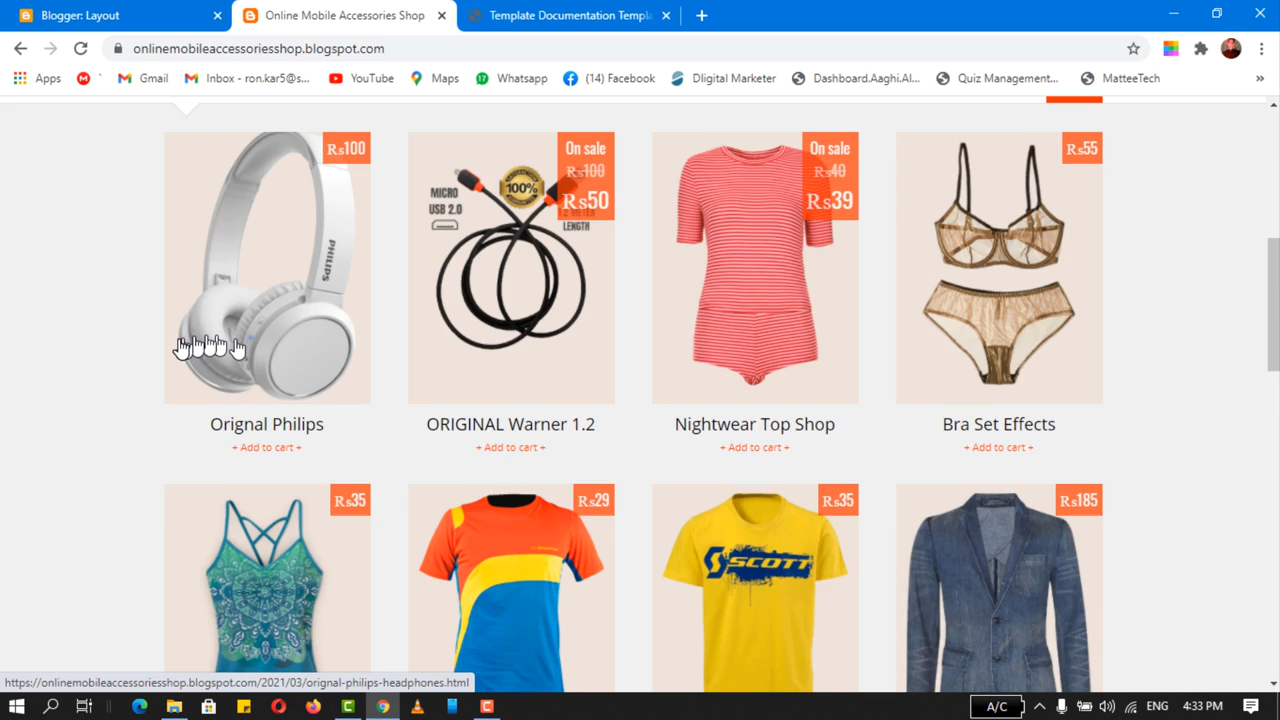 Blogger: Layout
Online Mobile Accessories Shop
Template Documentation Templa
onlinemobileaccessoriesshop.blogspot.com
Apps
Gmail
Inbox - ron.kar5@s...
YouTube
Maps
17
Whatsapp
(14) Facebook
Dligital Marketer
Dashboard.Aaghi.Al...
Quiz Management...
MatteeTech
»
Rs100
PHILIPS
On sale
Rs100
Rs50
MICRO
USB 2.0
100%
LENGTH
On sale
Rs40
Rs39
Rs55
Orignal Philips
ORIGINAL Warner 1.2
Nightwear Top Shop
Bra Set Effects
+ Add to cart +
+ Add to cart +
+ Add to cart +
+ Add to cart +
Rs35
Rs29
Rs35
SCOTT
Rs185
https://onlinemobileaccessoriesshop.blogspot.com/2021/03/orignal-philips-headphones.html
A/C
ENG
4:33 PM